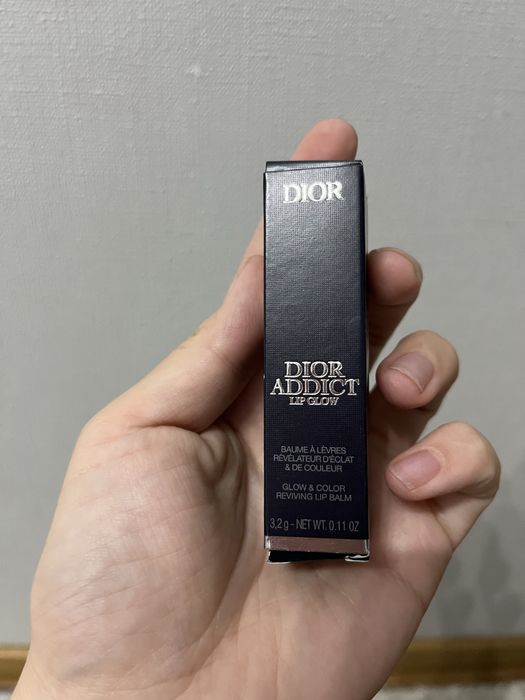 DIOR
DIOR
ADDICT
LIP GLOW
BAUME À LÈVRES
RÉVÉLATEUR D'ÉCLAT
& DE COULEUR
GLOW & COLOR
REVIVING LIP BALM
3,2 g - NET WT. 0.11 OZ